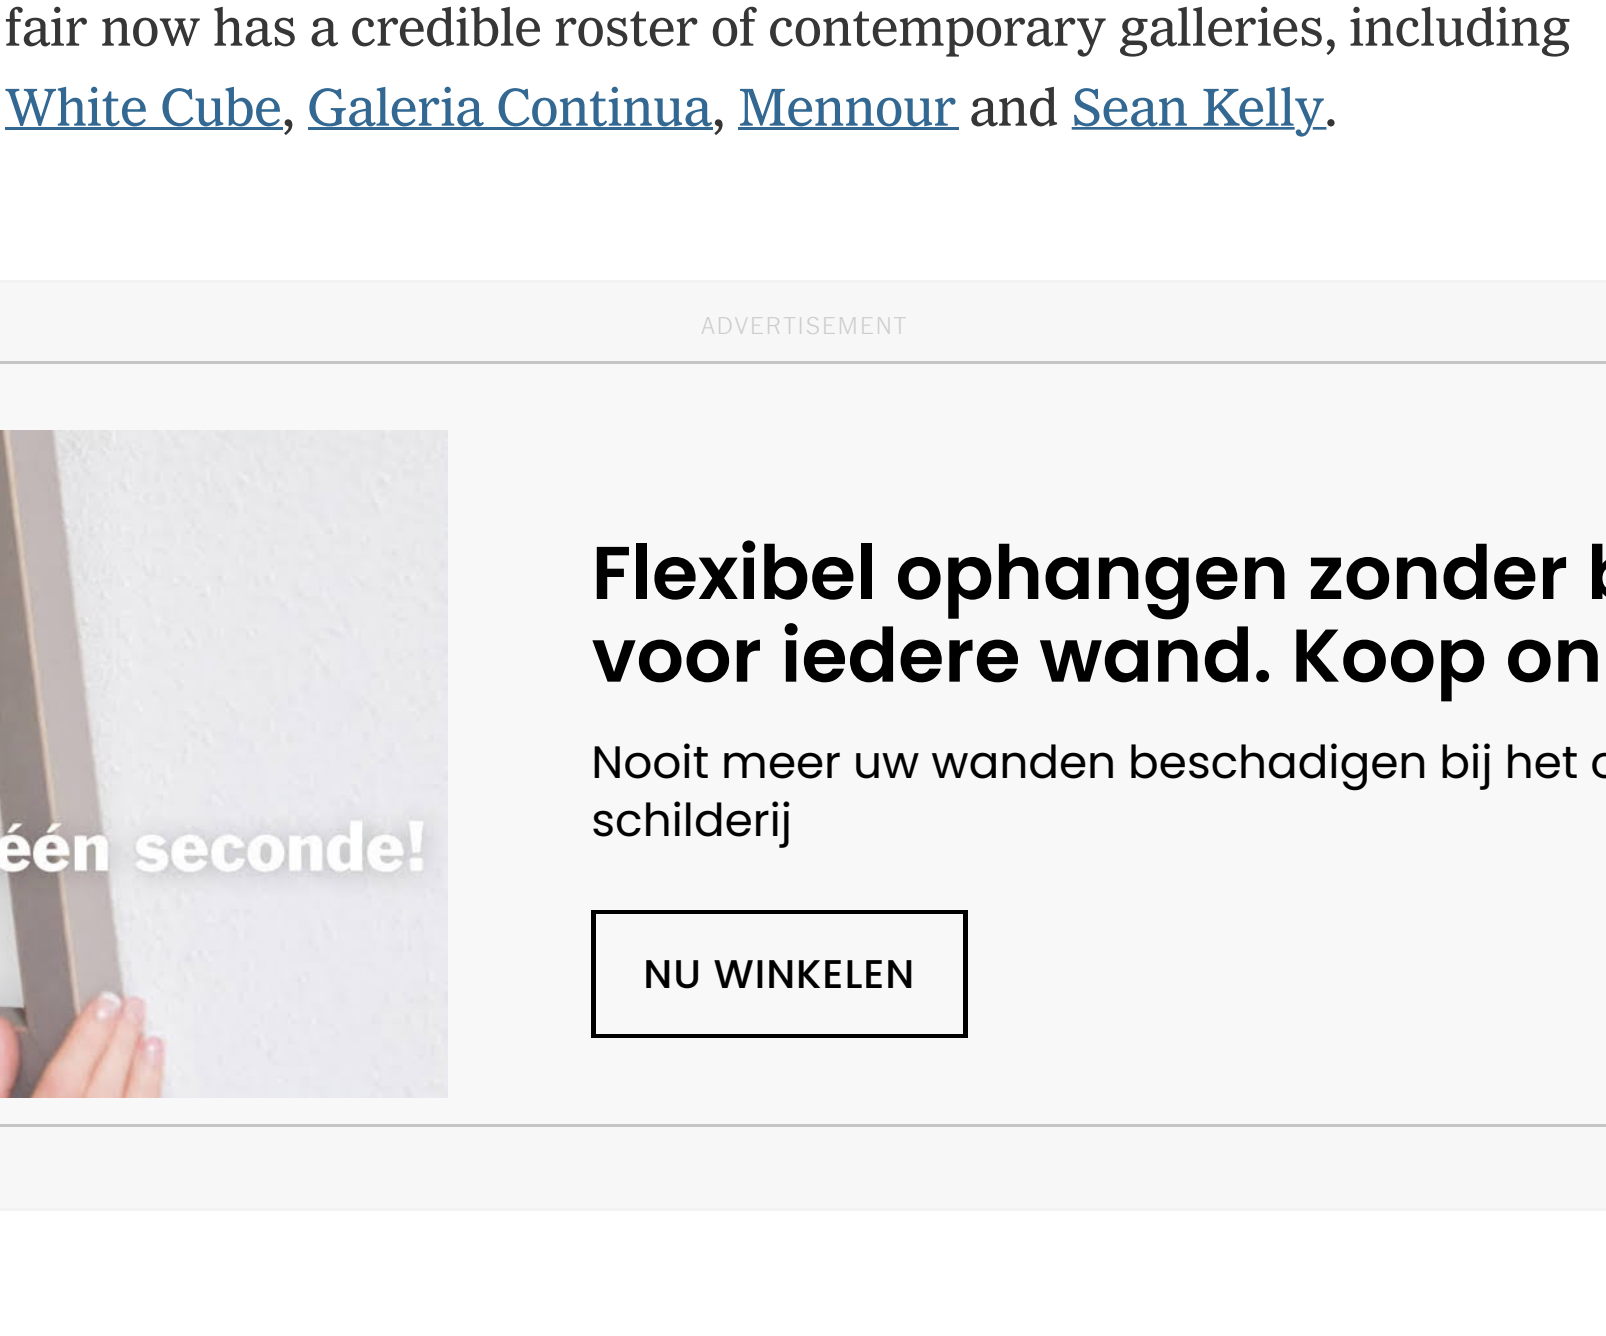 fair now has a credible roster of contemporary galleries, including
White Cube, Galeria Continua, Mennour and Sean Kelly.
ADVERTISEMENT
één seconde!
Flexibel ophangen zonder
voor iedere wand. Koop
Nooit meer uw wanden beschadigen bij het
schilderij
NU WINKELEN